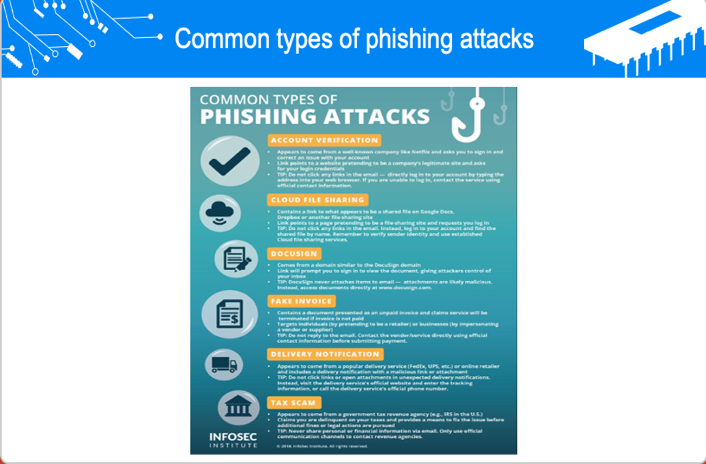 Common types of phishing attacks
COMMON TYPES OF
PHISHING ATTACKS
ACCOUNT VERIFICATION
• Appears to come from a well-known company like Netflix and asks you to sign in and
correct an issue with your account
• Link points to a website pretending to be a company's legitimate site and asks
for your login credentials
• TIP: Do not click any links in the email — directly log in to your account by typing the
address into your web browser. If you are unable to log in, contact the service using
official contact information.
CLOUD FILE SHARING
• Contains a link to what appears to be a shared file on Google Docs,
Dropbox or another file-sharing site
• Link points to a page pretending to be a file-sharing site and requests you log in
• TIP: Do not click any links in the email. Instead, log in to your account and find the
shared file by name. Remember to verify sender identity and use established
Cloud file sharing services.
DOCUSIGN
• Comes from a domain similar to the DocuSign domain
• Link will prompt you to sign in to view the document, giving attackers control of
your inbox
• TIP: DocuSign never attaches items to email — attachments are likely malicious.
Instead, access documents directly at www.docusign.com.
FAKE INVOICE
• Contains a document presented as an unpaid invoice and claims service will be
terminated if invoice is not paid
• Targets individuals (by pretending to be a retailer) or businesses (by impersonating
a vendor or supplier)
• TIP: Do not reply to the email. Contact the vendor/service directly using official
contact information before submitting payment.
DELIVERY NOTIFICATION
• Appears to come from a popular delivery service (FedEx, UPS, etc.) or online retailer
and includes a delivery notification with a malicious link or attachment
• TIP: Do not click links or open attachments in unexpected delivery notifications.
Instead, visit the delivery service's official website and enter the tracking
information, or call the delivery service's official phone number.
TAX SCAM
• Appears to come from a government tax revenue agency (e.g., IRS in the U.S.)
• Claims you are delinquent on your taxes and provides a means to fix the issue before
additional fines or legal actions are pursued
• TIP: Never share personal or financial information via email. Only use official
communication channels to contact revenue agencies.
INFOSEC
INSTITUTE
© 2018 Infosec Institute. All rights reserved.